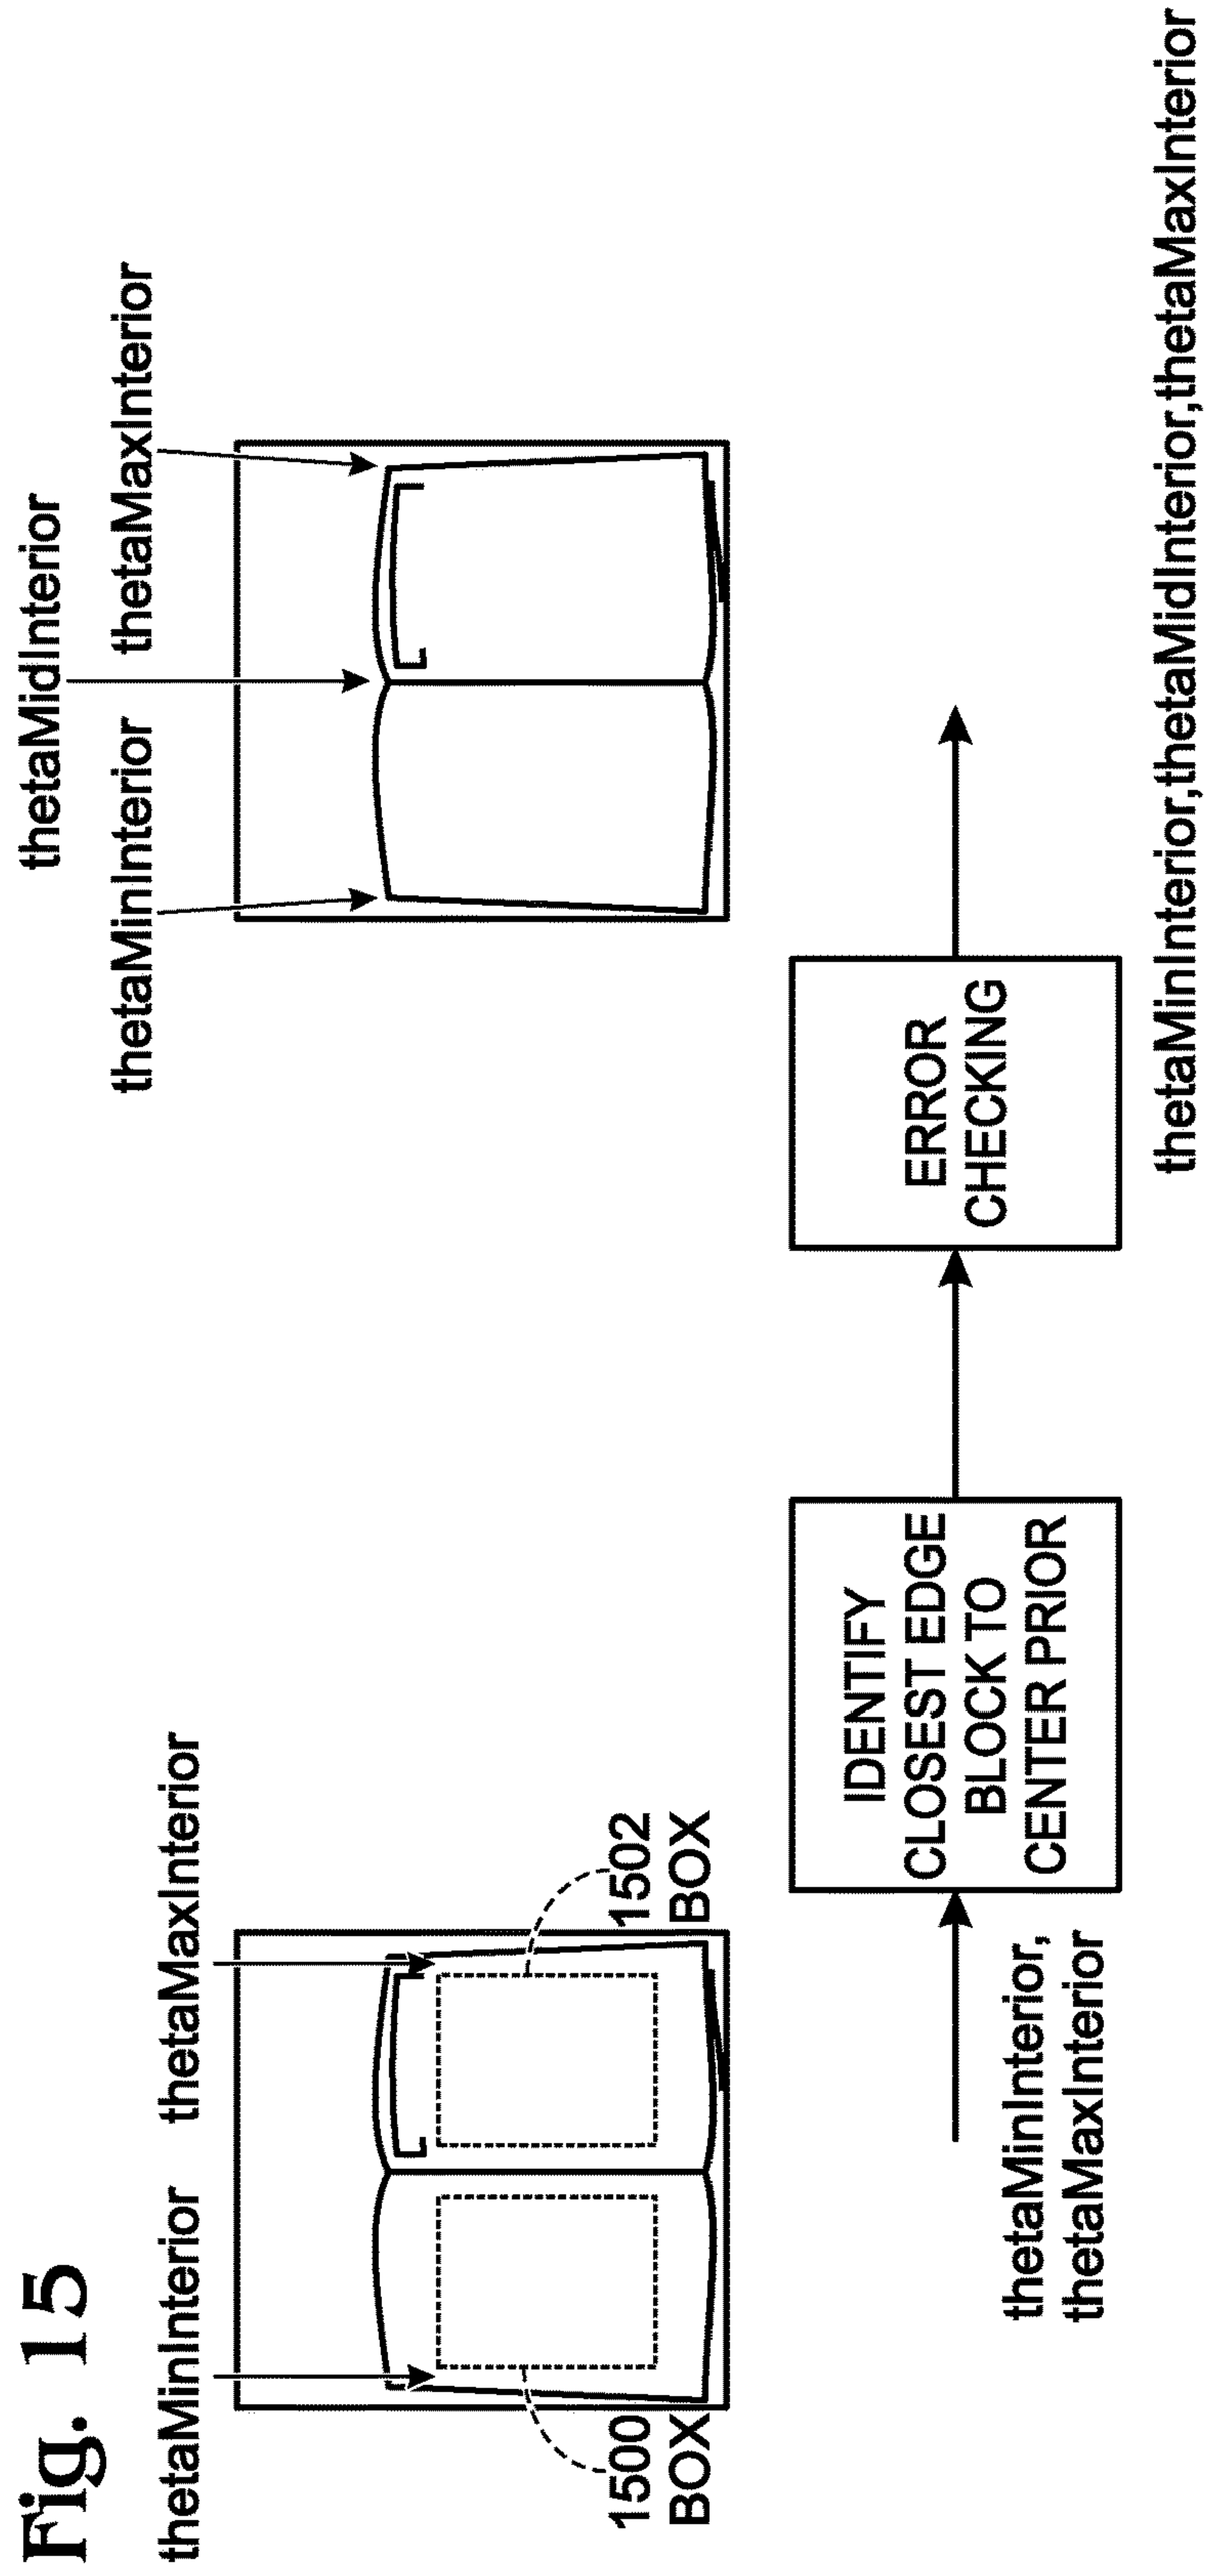 Fig. 15
thetaMinInterior
thetaMaxInterior
1500
BOX
1502
BOX
thetaMidInterior
thetaMinInterior
thetaMaxInterior
thetaMinInterior,
thetaMaxInterior
IDENTIFY
CLOSEST EDGE
BLOCK TO
CENTER PRIOR
ERROR
CHECKING
thetaMinInterior,thetaMidInterior,thetaMaxInterior